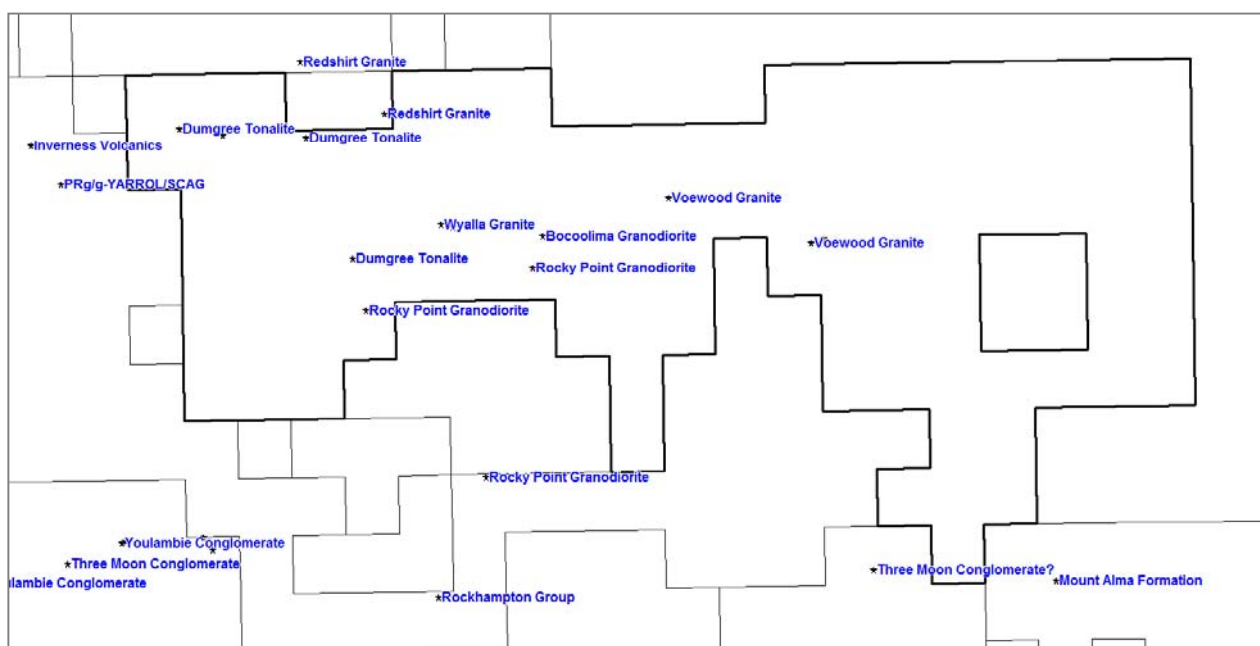 Redshirt Granite
Redshirt Granite
Dumgree Tonalite
Dumgree Tonalite
Inverness Volcanics
PRg/g-YARROL/SCAG
Voewood Granite
Wyalla Granite
Bocoolima Granodiorite
Voewood Granite
Dumgree Tonalite
Rocky Point Granodiorite
Rocky Point Granodiorite
Rocky Point Granodiorite
Youlambie Conglomerate
Three Moon Conglomerate
Three Moon Conglomerate?
ulambie Conglomerate
Mount Alma Formation
Rockhampton Group